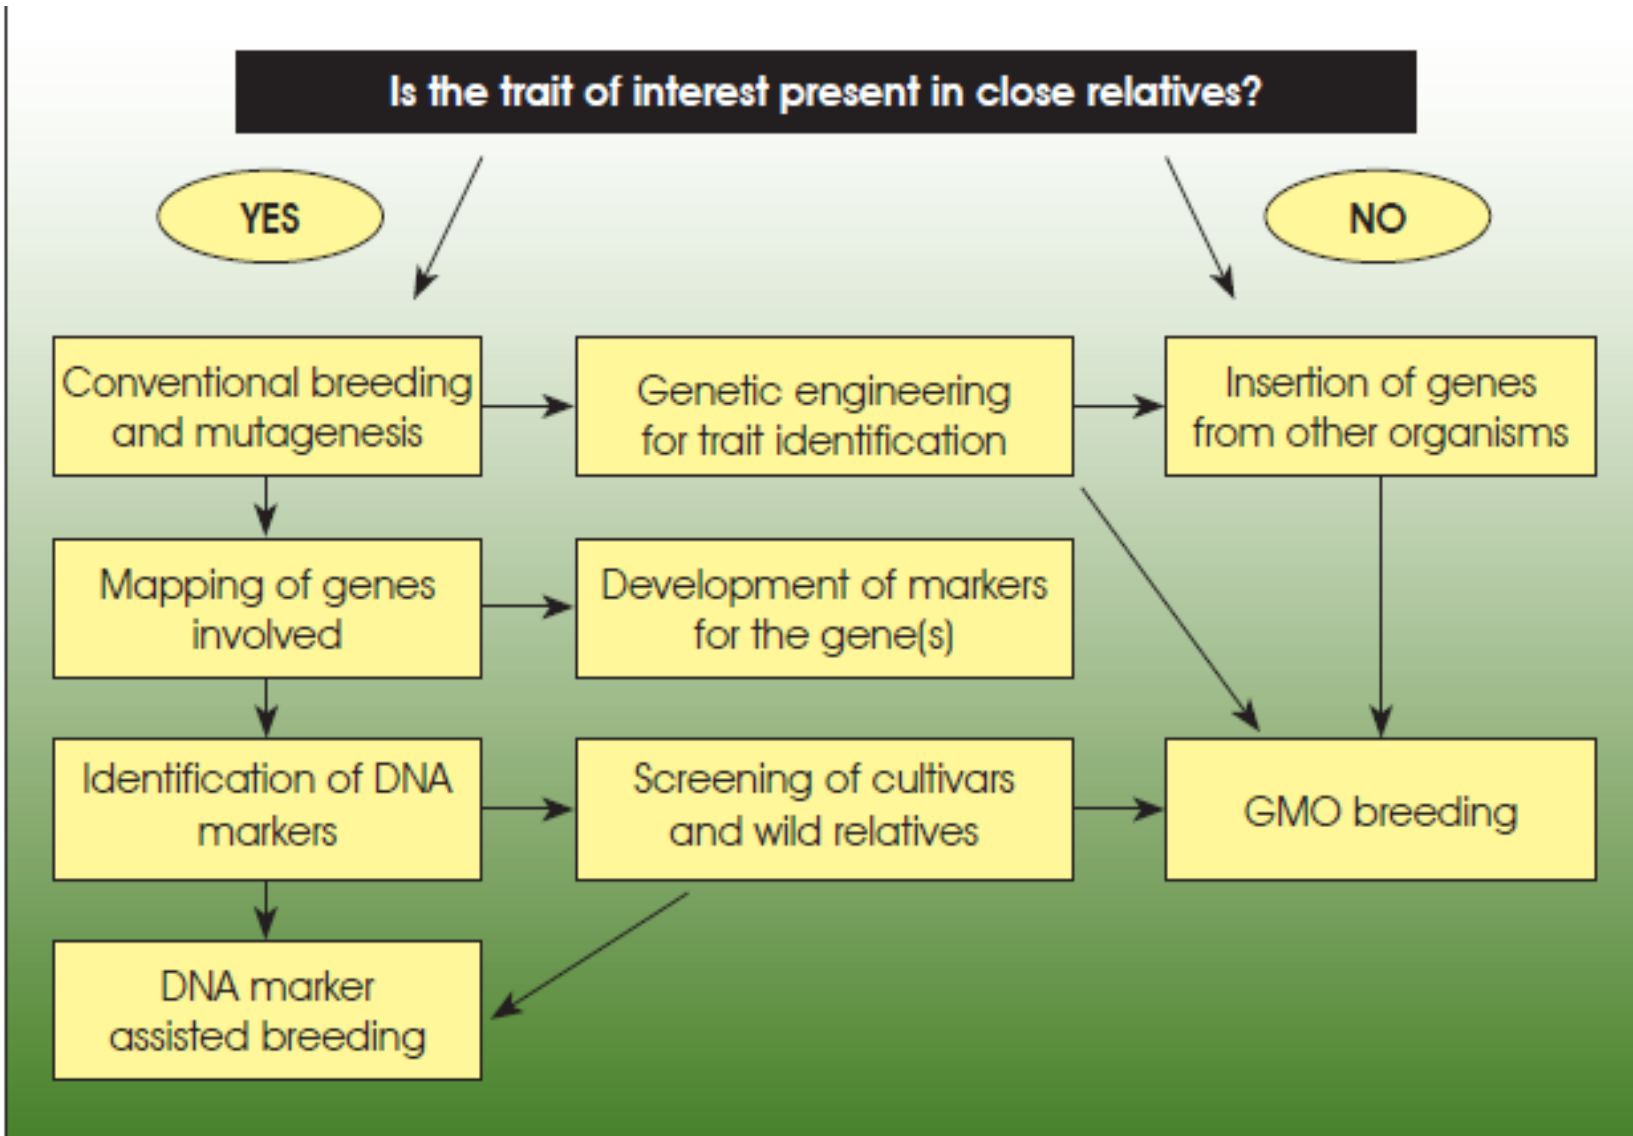 Is the trait of interest present in close relatives?
YES
NO
Conventional breeding
and mutagenesis
Genetic engineering
for trait identification
Insertion of genes
from other organisms
Mapping of genes
involved
Development of markers
for the gene(s)
Identification of DNA
markers
Screening of cultivars
and wild relatives
GMO breeding
DNA marker
assisted breeding